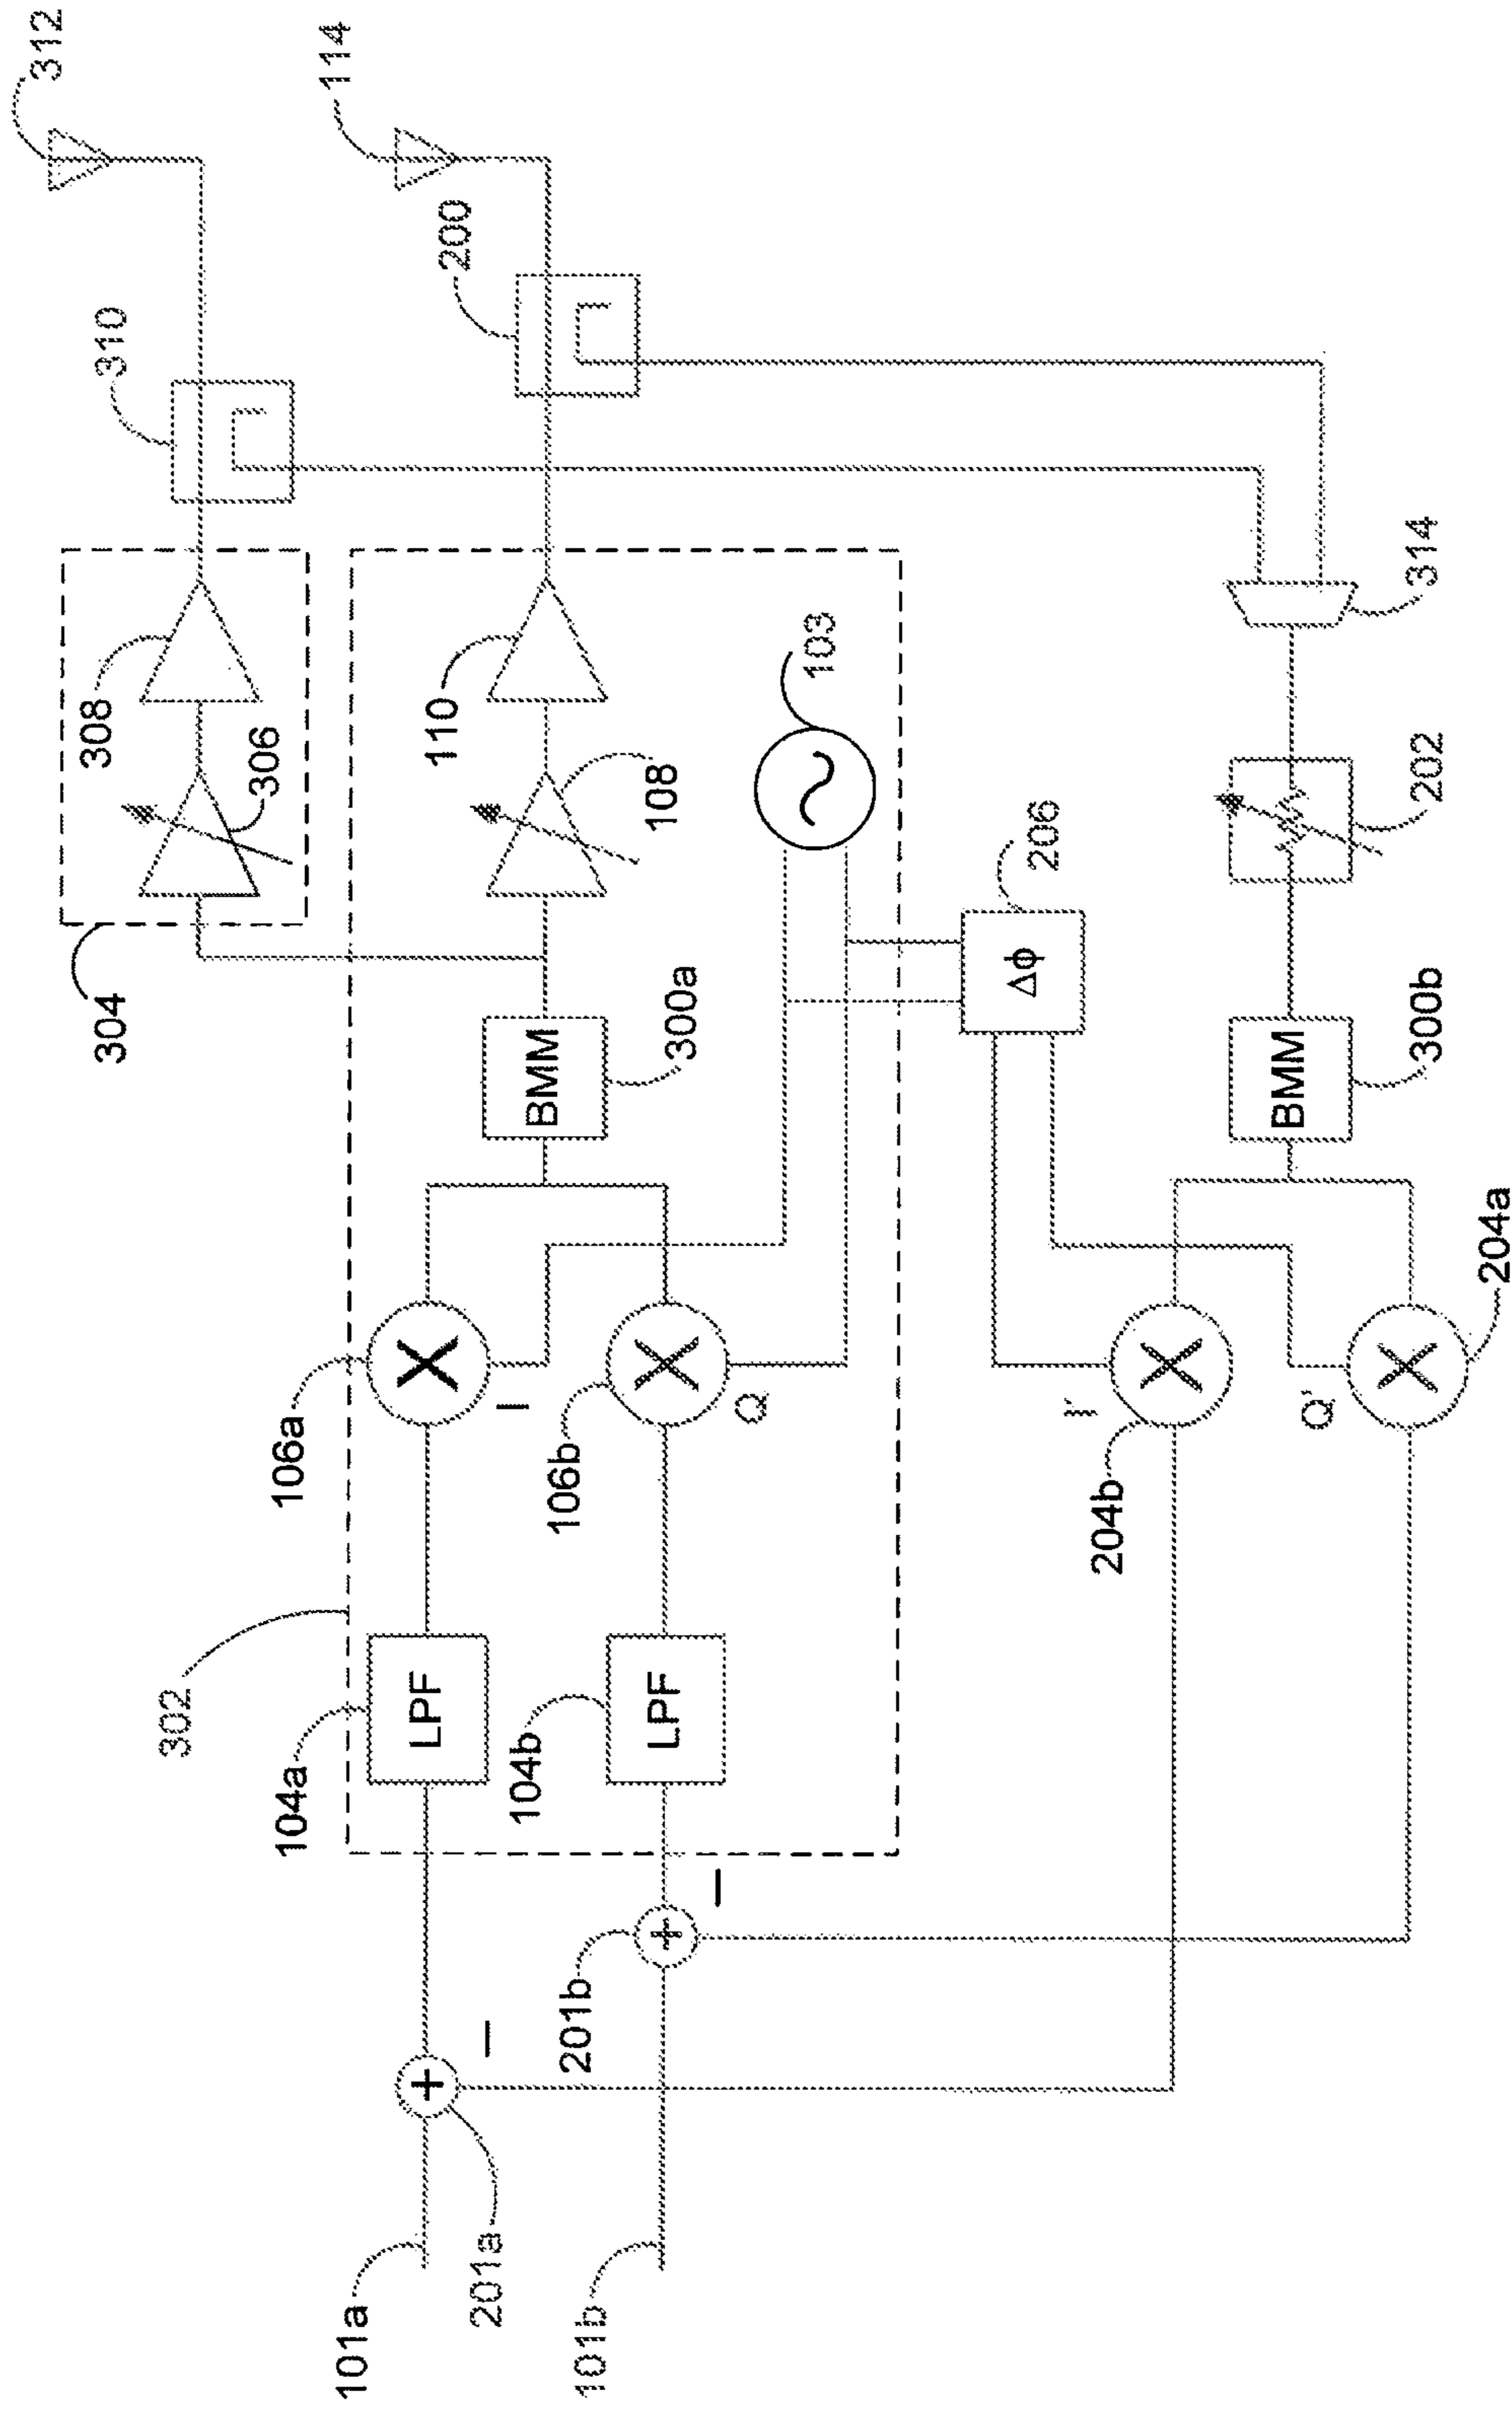 312
114
310
200
308
306
110
108
103
304
300a
BMM
206
Δϕ
314
202
BMM
300b
106a
I
106b
Q
I'
204b
Q'
204a
302
104a
LPF
104b
LPF
−
201b
+
−
+
101a
201a
101b